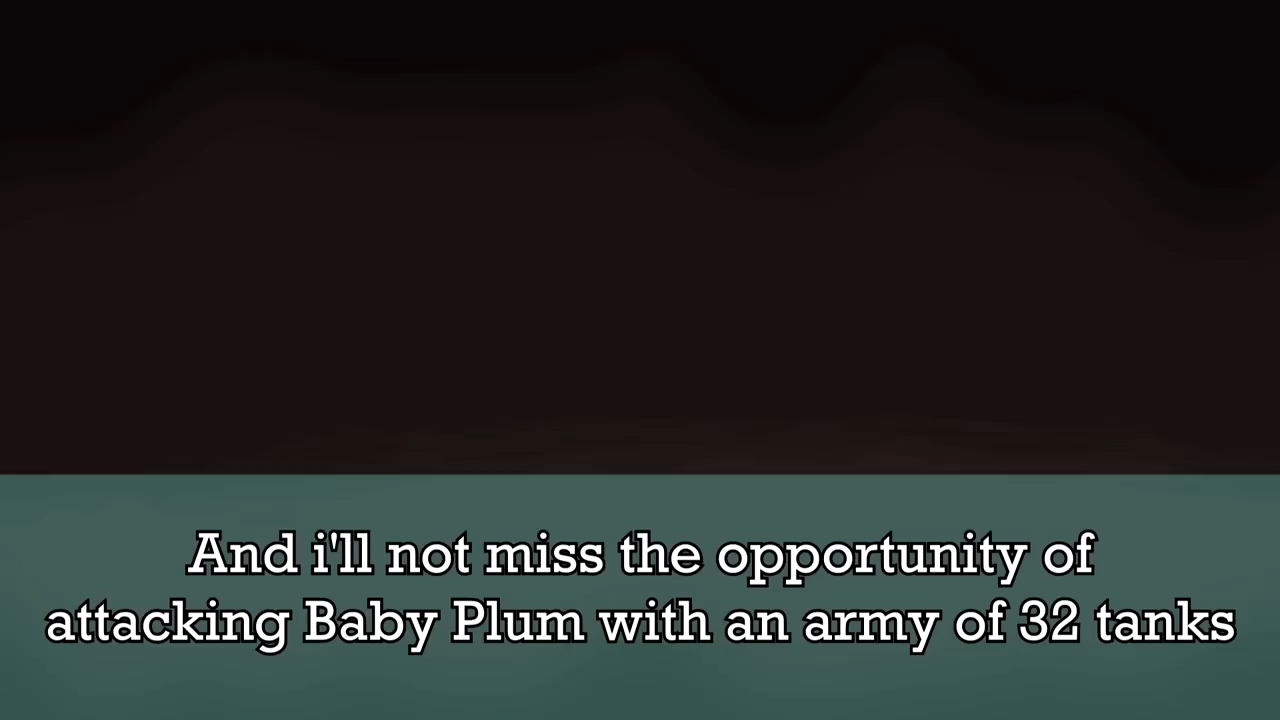 And i'll not miss the opportunity of
attacking Baby Plum with an army of 32 tanks